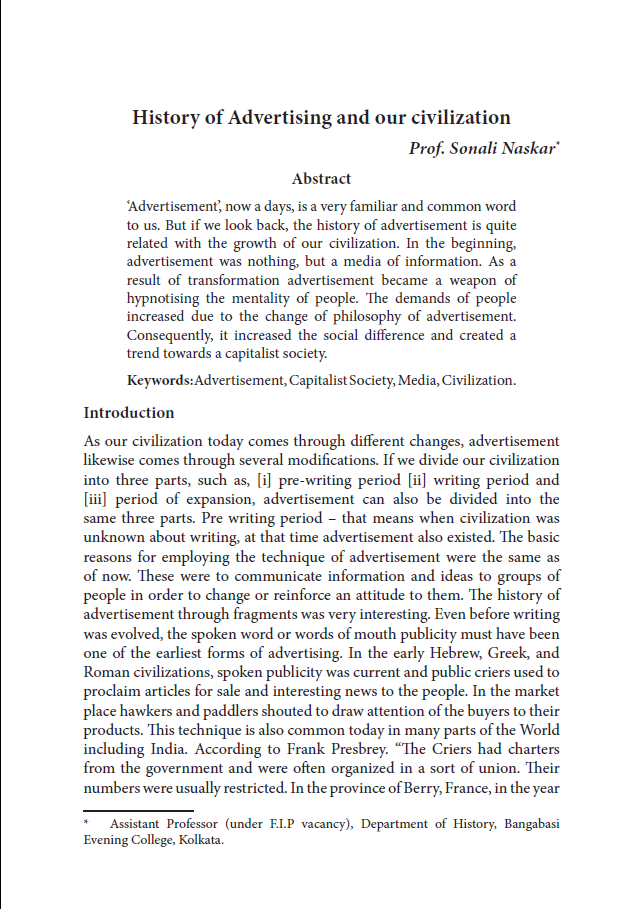 History of Advertising and our civilization
Prof. Sonali Naskar*
Abstract
‘Advertisement’, now a days, is a very familiar and common word
to us. But if we look back, the history of advertisement is quite
related with the growth of our civilization. In the beginning,
advertisement was nothing, but a media of information. As a
result of transformation advertisement became a weapon of
hypnotising the mentality of people. The demands of people
increased due to the change of philosophy of advertisement.
Consequently, it increased the social difference and created a
trend towards a capitalist society.
Keywords: Advertisement, Capitalist Society, Media, Civilization.
Introduction
As our civilization today comes through different changes, advertisement
likewise comes through several modifications. If we divide our civilization
into three parts, such as, [i] pre-writing period [ii] writing period and
[iii] period of expansion, advertisement can also be divided into the
same three parts. Pre writing period – that means when civilization was
unknown about writing, at that time advertisement also existed. The basic
reasons for employing the technique of advertisement were the same as
of now. These were to communicate information and ideas to groups of
people in order to change or reinforce an attitude to them. The history of
advertisement through fragments was very interesting. Even before writing
was evolved, the spoken word or words of mouth publicity must have been
one of the earliest forms of advertising. In the early Hebrew, Greek, and
Roman civilizations, spoken publicity was current and public criers used to
proclaim articles for sale and interesting news to the people. In the market
place hawkers and paddlers shouted to draw attention of the buyers to their
products. This technique is also common today in many parts of the World
including India. According to Frank Presbrey. “The Criers had charters
from the government and were often organized in a sort of union. Their
numbers were usually restricted. In the province of Berry, France, in the year
* Assistant Professor (under F.I.P vacancy), Department of History, Bangabasi
Evening College, Kolkata.